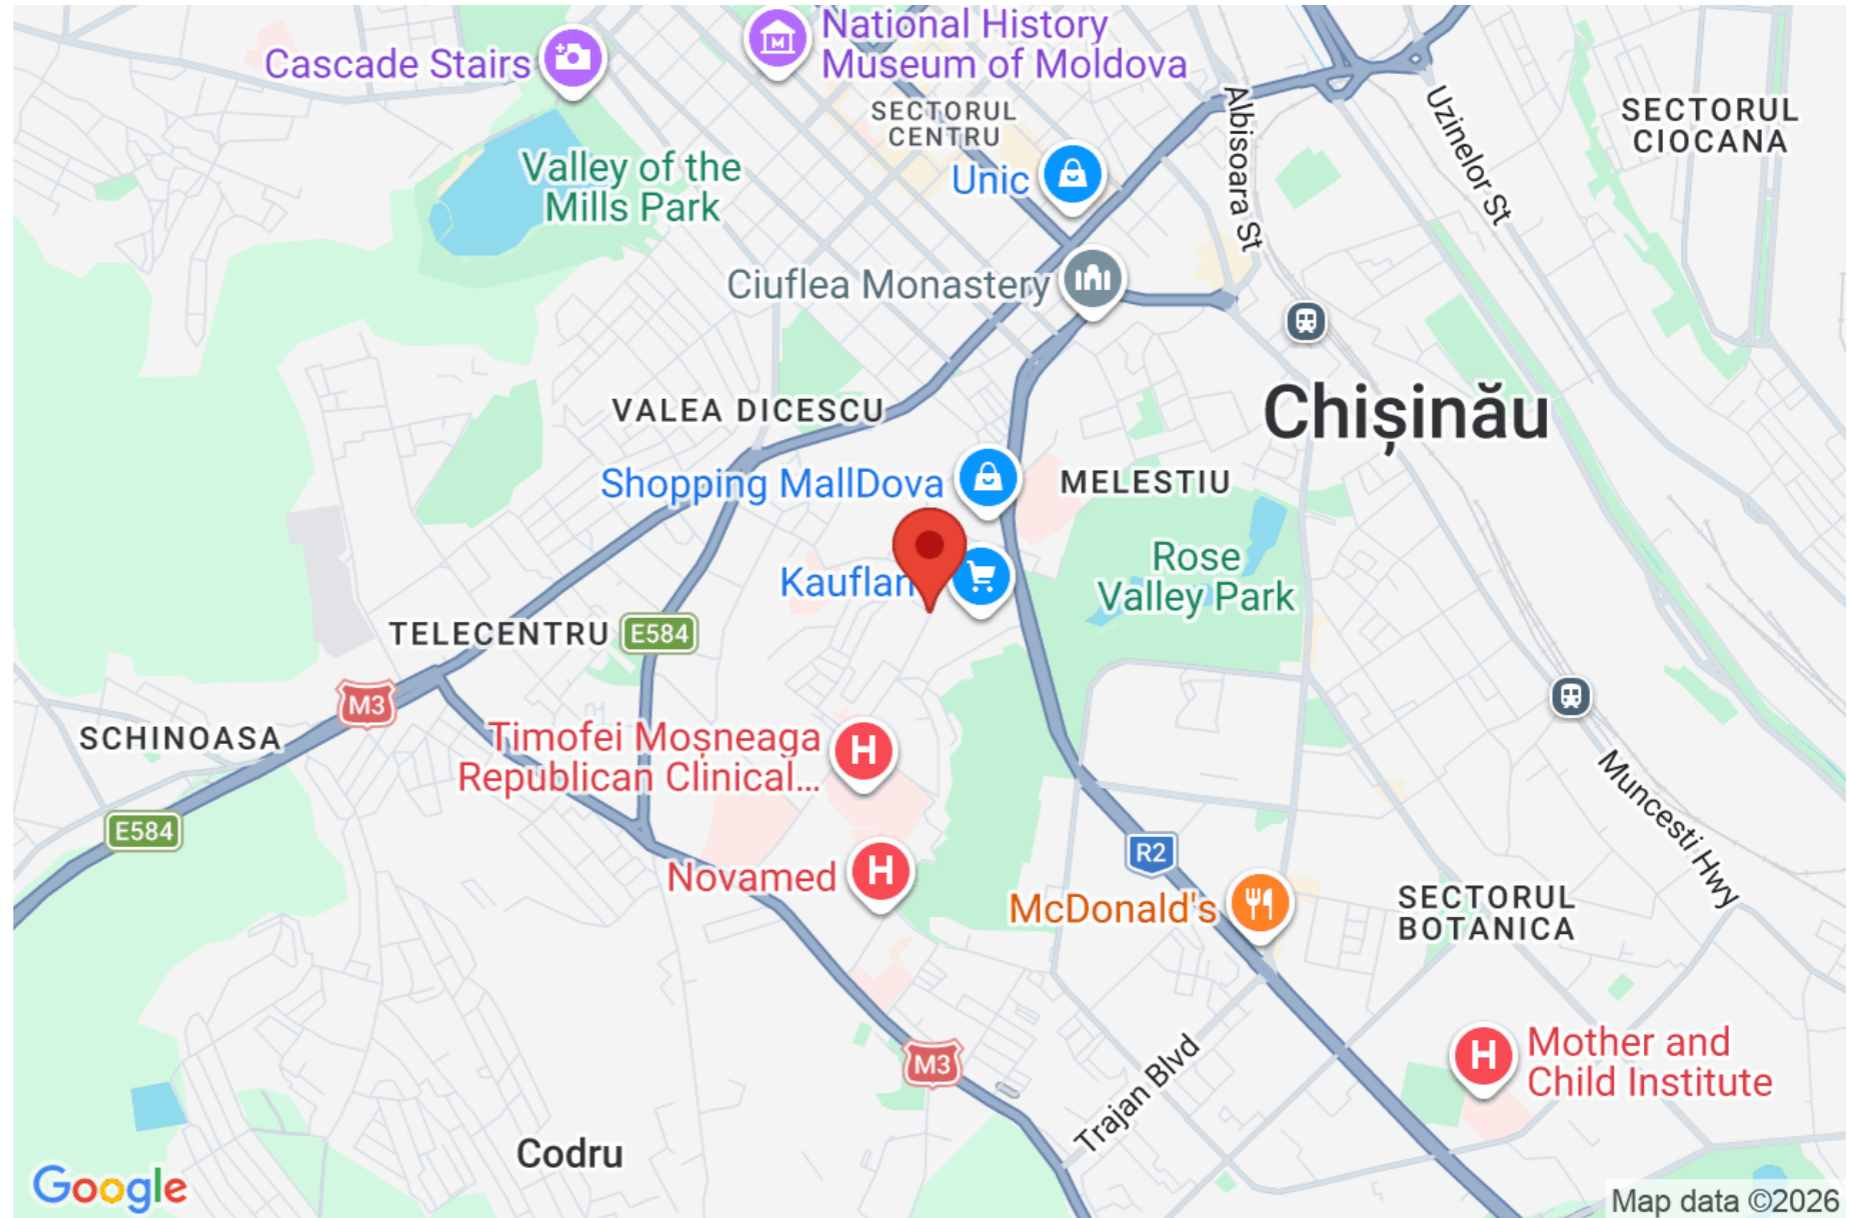 National History
Museum of Moldova
Cascade Stairs
SECTORUL
CENTRU
Albisoara St
Uzinelor St
SECTORUL
CIOCANA
Valley of the
Mills Park
Unic
Ciuflea Monastery
Chișinău
VALEA DICESCU
Shopping MallDova
MELESTIU
Rose
Valley Park
Kauflan
TELECENTRU
E584
M3
SCHINOASA
Timofei Moșneaga
Republican Clinical...
H
E584
Muncesti Hwy
R2
Novamed
H
McDonald's
SECTORUL
BOTANICA
M3
Trajan Blvd
H
Mother and
Child Institute
Codru
Google
Map data ©2026